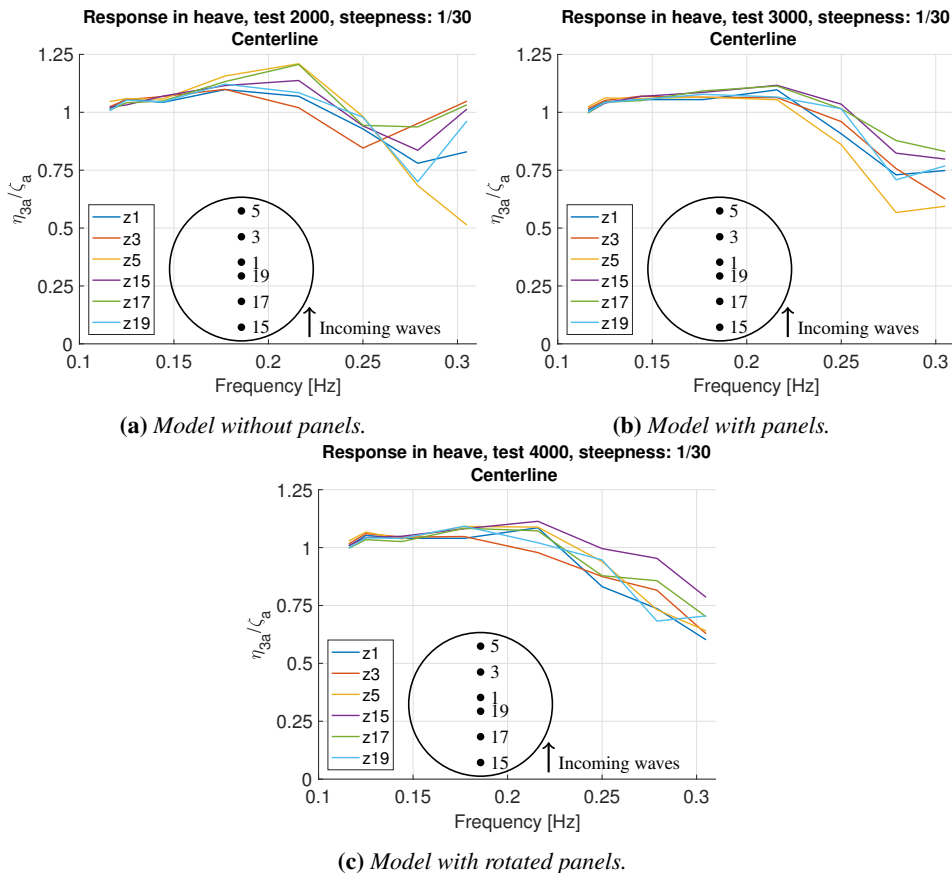 Response in heave, test 2000, steepness: 1/30
Centerline
1.25
1
0.75
0.5
0.25
0
η3a/ζa
z1
z3
z5
z15
z17
z19
5
3
1
19
17
15
Incoming waves
0.1 0.15 0.2 0.25 0.3
Frequency [Hz]
(a) Model without panels.
Response in heave, test 3000, steepness: 1/30
Centerline
1.25
1
0.75
0.5
0.25
0
η3a/ζa
z1
z3
z5
z15
z17
z19
5
3
1
19
17
15
Incoming waves
0.1 0.15 0.2 0.25 0.3
Frequency [Hz]
(b) Model with panels.
Response in heave, test 4000, steepness: 1/30
Centerline
1.25
1
0.75
0.5
0.25
0
η3a/ζa
z1
z3
z5
z15
z17
z19
5
3
1
19
17
15
Incoming waves
0.1 0.15 0.2 0.25 0.3
Frequency [Hz]
(c) Model with rotated panels.